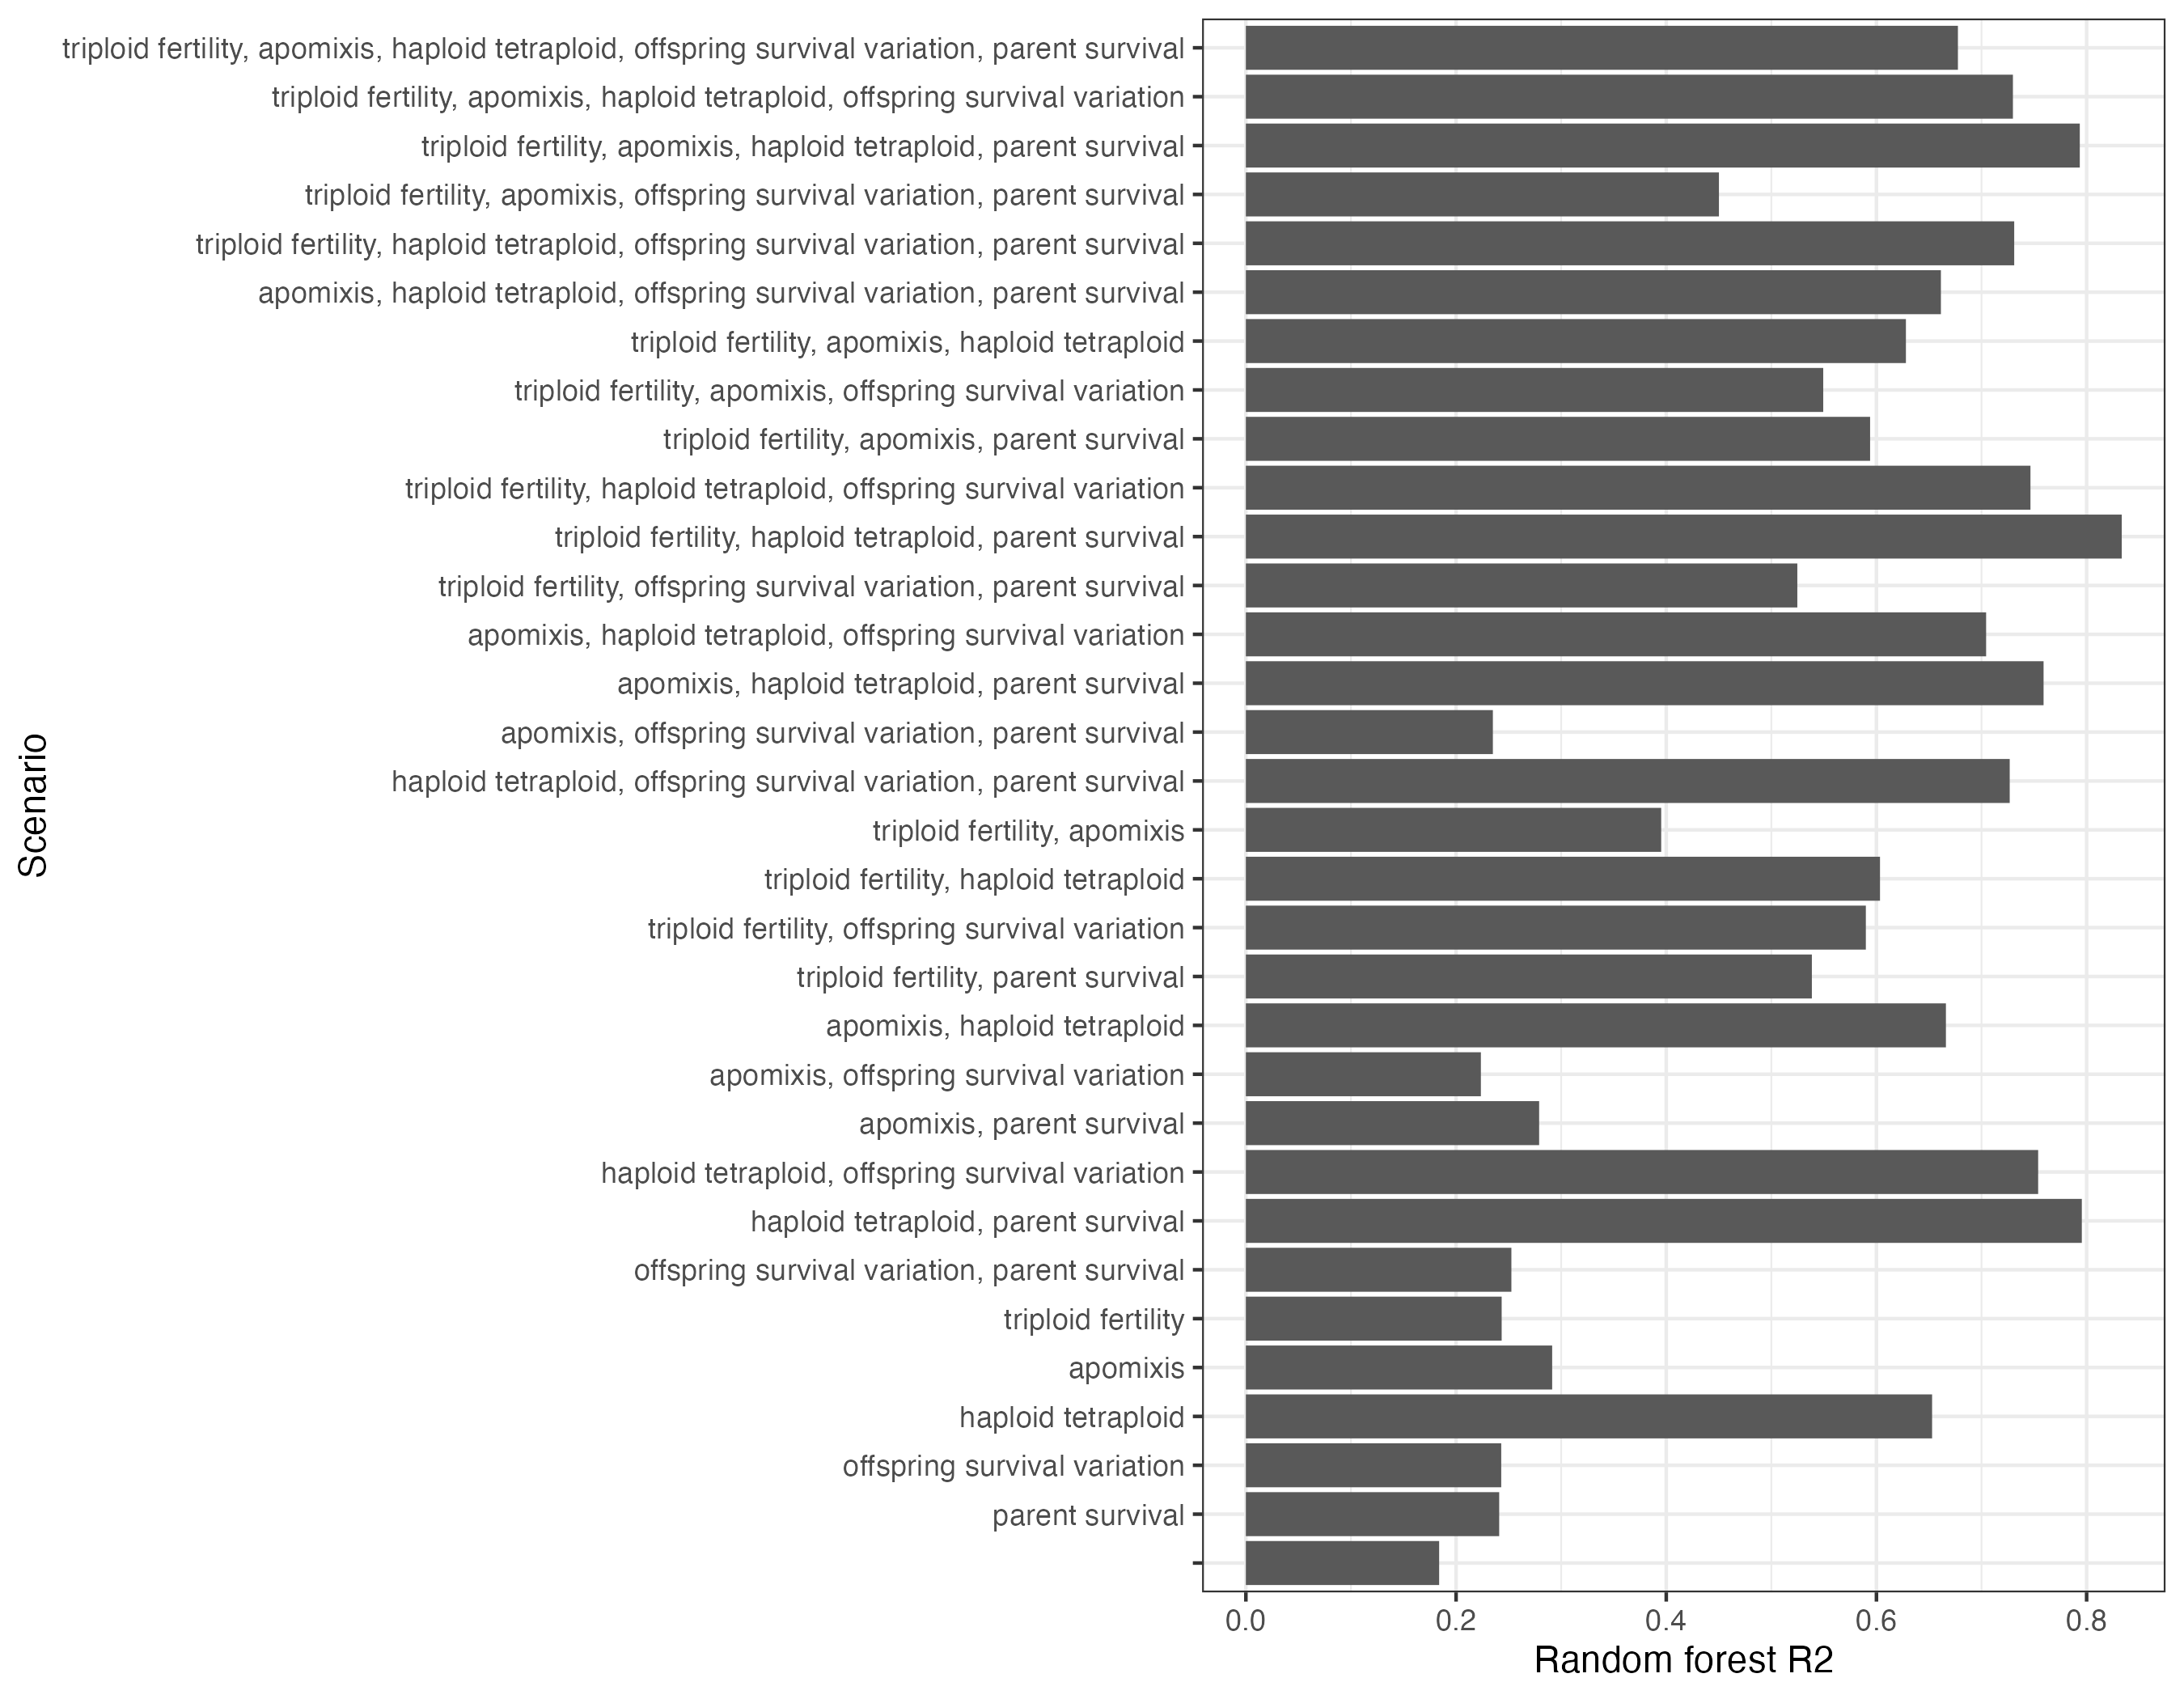 triploid fertility, apomixis, haploid tetraploid, offspring survival variation, parent survival
triploid fertility, apomixis, haploid tetraploid, offspring survival variation
triploid fertility, apomixis, haploid tetraploid, parent survival
triploid fertility, apomixis, offspring survival variation, parent survival
triploid fertility, haploid tetraploid, offspring survival variation, parent survival
apomixis, haploid tetraploid, offspring survival variation, parent survival
triploid fertility, apomixis, haploid tetraploid
triploid fertility, apomixis, offspring survival variation
triploid fertility, apomixis, parent survival
triploid fertility, haploid tetraploid, offspring survival variation
triploid fertility, haploid tetraploid, parent survival
triploid fertility, offspring survival variation, parent survival
apomixis, haploid tetraploid, offspring survival variation
apomixis, haploid tetraploid, parent survival
apomixis, offspring survival variation, parent survival
haploid tetraploid, offspring survival variation, parent survival
triploid fertility, apomixis
triploid fertility, haploid tetraploid
triploid fertility, offspring survival variation
triploid fertility, parent survival
apomixis, haploid tetraploid
apomixis, offspring survival variation
apomixis, parent survival
haploid tetraploid, offspring survival variation
haploid tetraploid, parent survival
offspring survival variation, parent survival
triploid fertility
apomixis
haploid tetraploid
offspring survival variation
parent survival
Scenario
0.0 0.2 0.4 0.6 0.8
Random forest R2